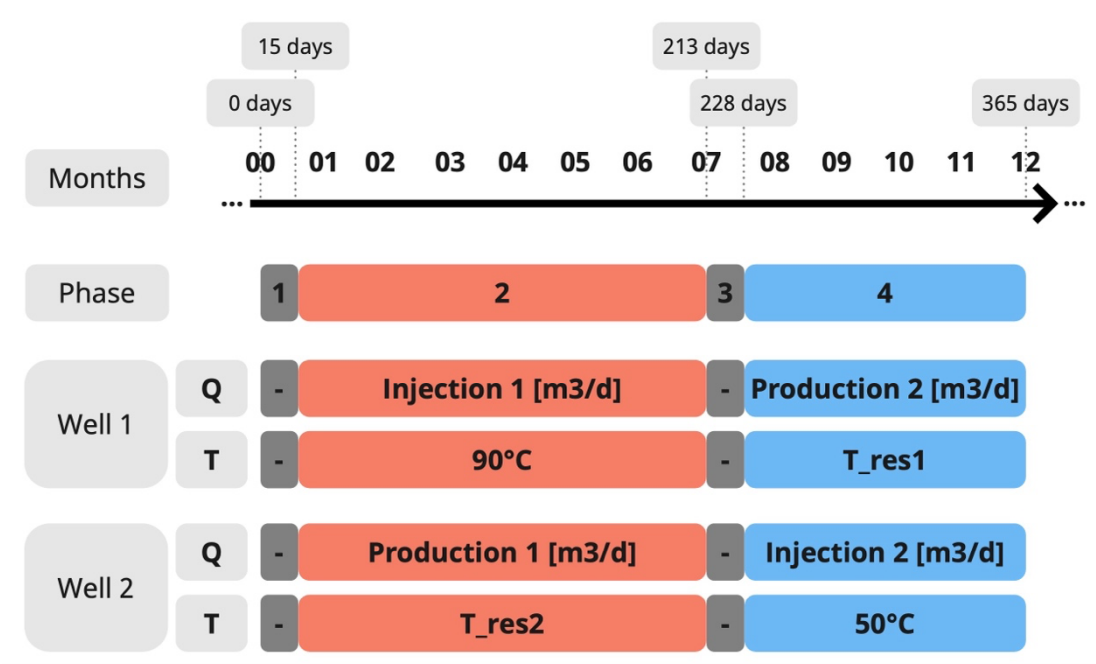 15 days
213 days
0 days
228 days
365 days
Months
00 01 02 03 04 05 06 07 08 09 10 11 12
... ...
Phase
1 2 3 4
Well 1
Q - Injection 1 [m3/d] - Production 2 [m3/d]
T - 90°C - T_res1
Well 2
Q - Production 1 [m3/d] - Injection 2 [m3/d]
T - T_res2 - 50°C